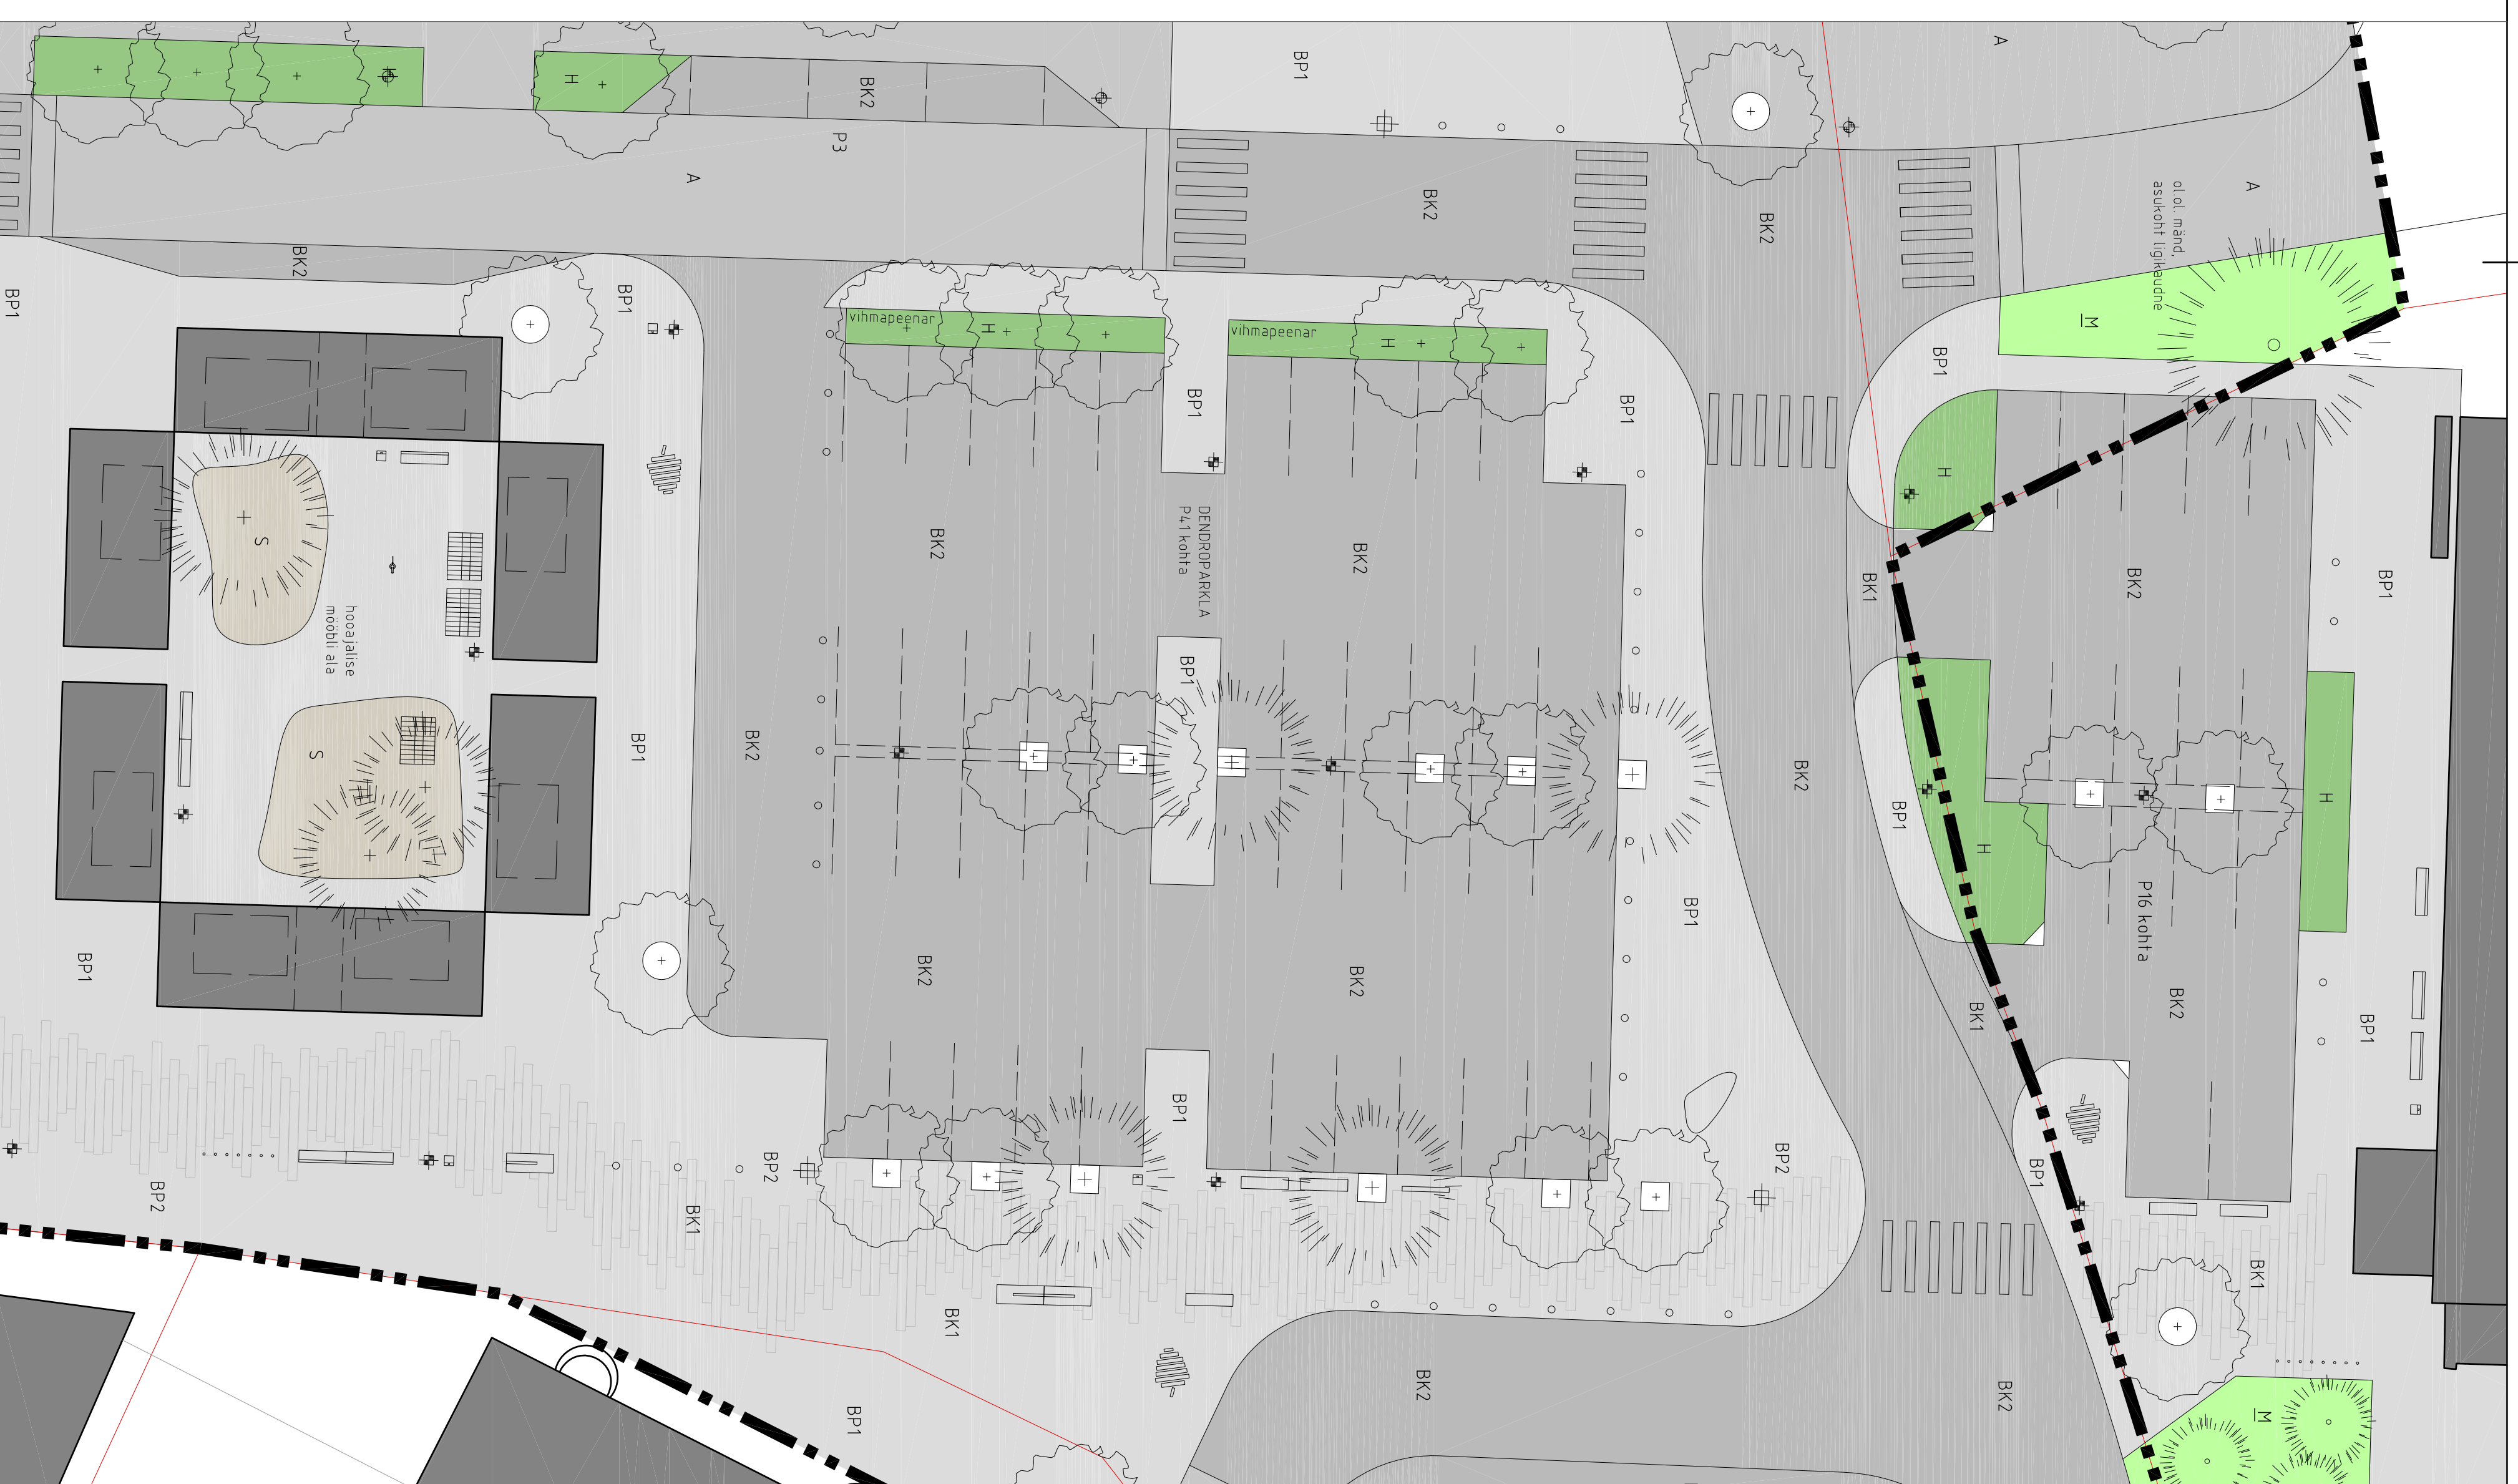 BP1
A
H
H
BK2
P3
A
A
BK2
BK2
ol.ol. mänd,
asukoht ligikaudne
BK2
BP1
BP1
vihmapeenar
H
vihmapeenar
H
M
BP1
BP1
BP1
H
DENDROPARKLA
P41 kohta
S
BK2
BK2
BK1
BK2
BP1
hooajalise
mööbli ala
BP1
S
BP1
BK2
BK2
BP1
H
H
BP1
P16 kohta
BP1
BK2
BK2
BK2
BK1
BP1
BP1
BP2
BP2
BP2
BP1
BK1
BK1
BK1
BP1
BK2
BK2
M